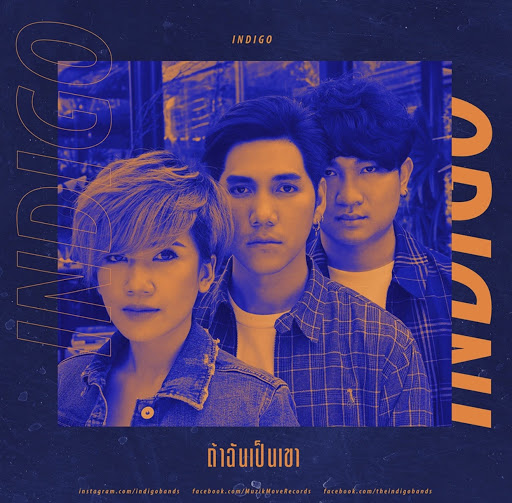 INDIGO
INDIGO
INDIGO
ถ้าฉันเป็นเขา
instagram.com/indigobands facebook.com/MuzikMoveRecords facebook.com/theindigobands